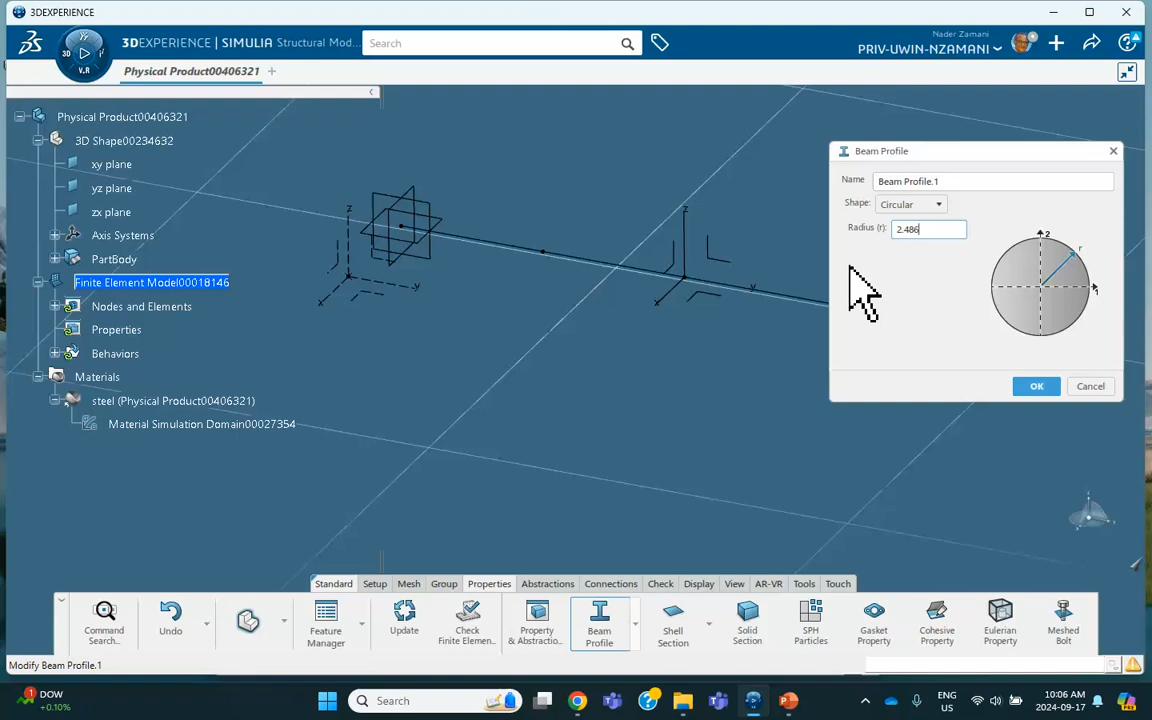 3DEXPERIENCE
3DEXPERIENCE | SIMULIA Structural Mod...
Search
Nader Zamani
PRIV-UWIN-NZAMANI
3D
V.R
Physical Product00406321
Physical Product00406321
3D Shape00234632
xy plane
yz plane
zx plane
Axis Systems
PartBody
Finite Element Model00018146
Nodes and Elements
Properties
Behaviors
Materials
steel (Physical Product00406321)
Material Simulation Domain00027354
z
y
x
z
y
x
Beam Profile
Name
Beam Profile.1
Shape:
Circular
Radius (r):
2.486
2
r
1
OK
Cancel
Standard Setup Mesh Group Properties Abstractions Connections Check Display View AR-VR Tools Touch
Command Search...
Undo
Feature Manager
Update
Check Finite Elemen...
Property & Abstractio...
Beam Profile
Shell Section
Solid Section
SPH Particles
Gasket Property
Cohesive Property
Eulerian Property
Meshed Bolt
Modify Beam Profile.1
1
DOW
+0.10%
Search
ENG
US
10:06 AM
2024-09-17